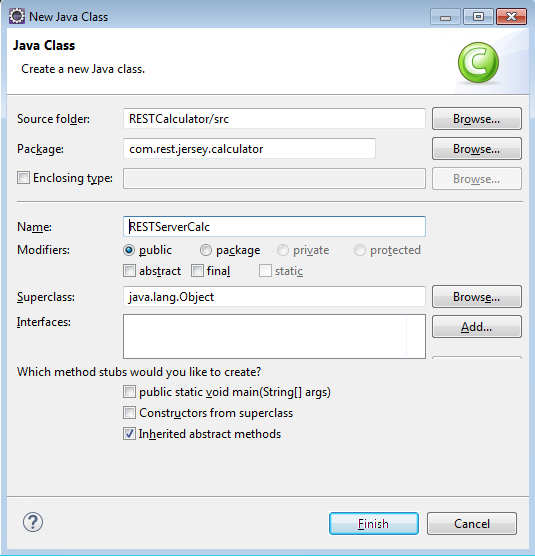 New Java Class
Java Class
Create a new Java class.
Source folder: RESTCalculator/src Browse...
Package: com.rest.jersey.calculator Browse...
Enclosing type: Browse...
Name: RESTServerCalc
Modifiers: public package private protected
abstract final static
Superclass: java.lang.Object Browse...
Interfaces: Add...
Which method stubs would you like to create?
public static void main(String[] args)
Constructors from superclass
Inherited abstract methods
? Finish Cancel